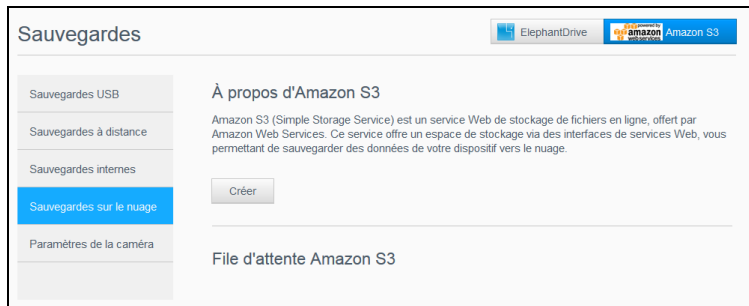 Sauvegardes
ElephantDrive
powered by
amazon
web services
Amazon S3
Sauvegardes USB
Sauvegardes à distance
Sauvegardes internes
Sauvegardes sur le nuage
Paramètres de la caméra
À propos d'Amazon S3
Amazon S3 (Simple Storage Service) est un service Web de stockage de fichiers en ligne, offert par
Amazon Web Services. Ce service offre un espace de stockage via des interfaces de services Web, vous
permettant de sauvegarder des données de votre dispositif vers le nuage.
Créer
File d'attente Amazon S3